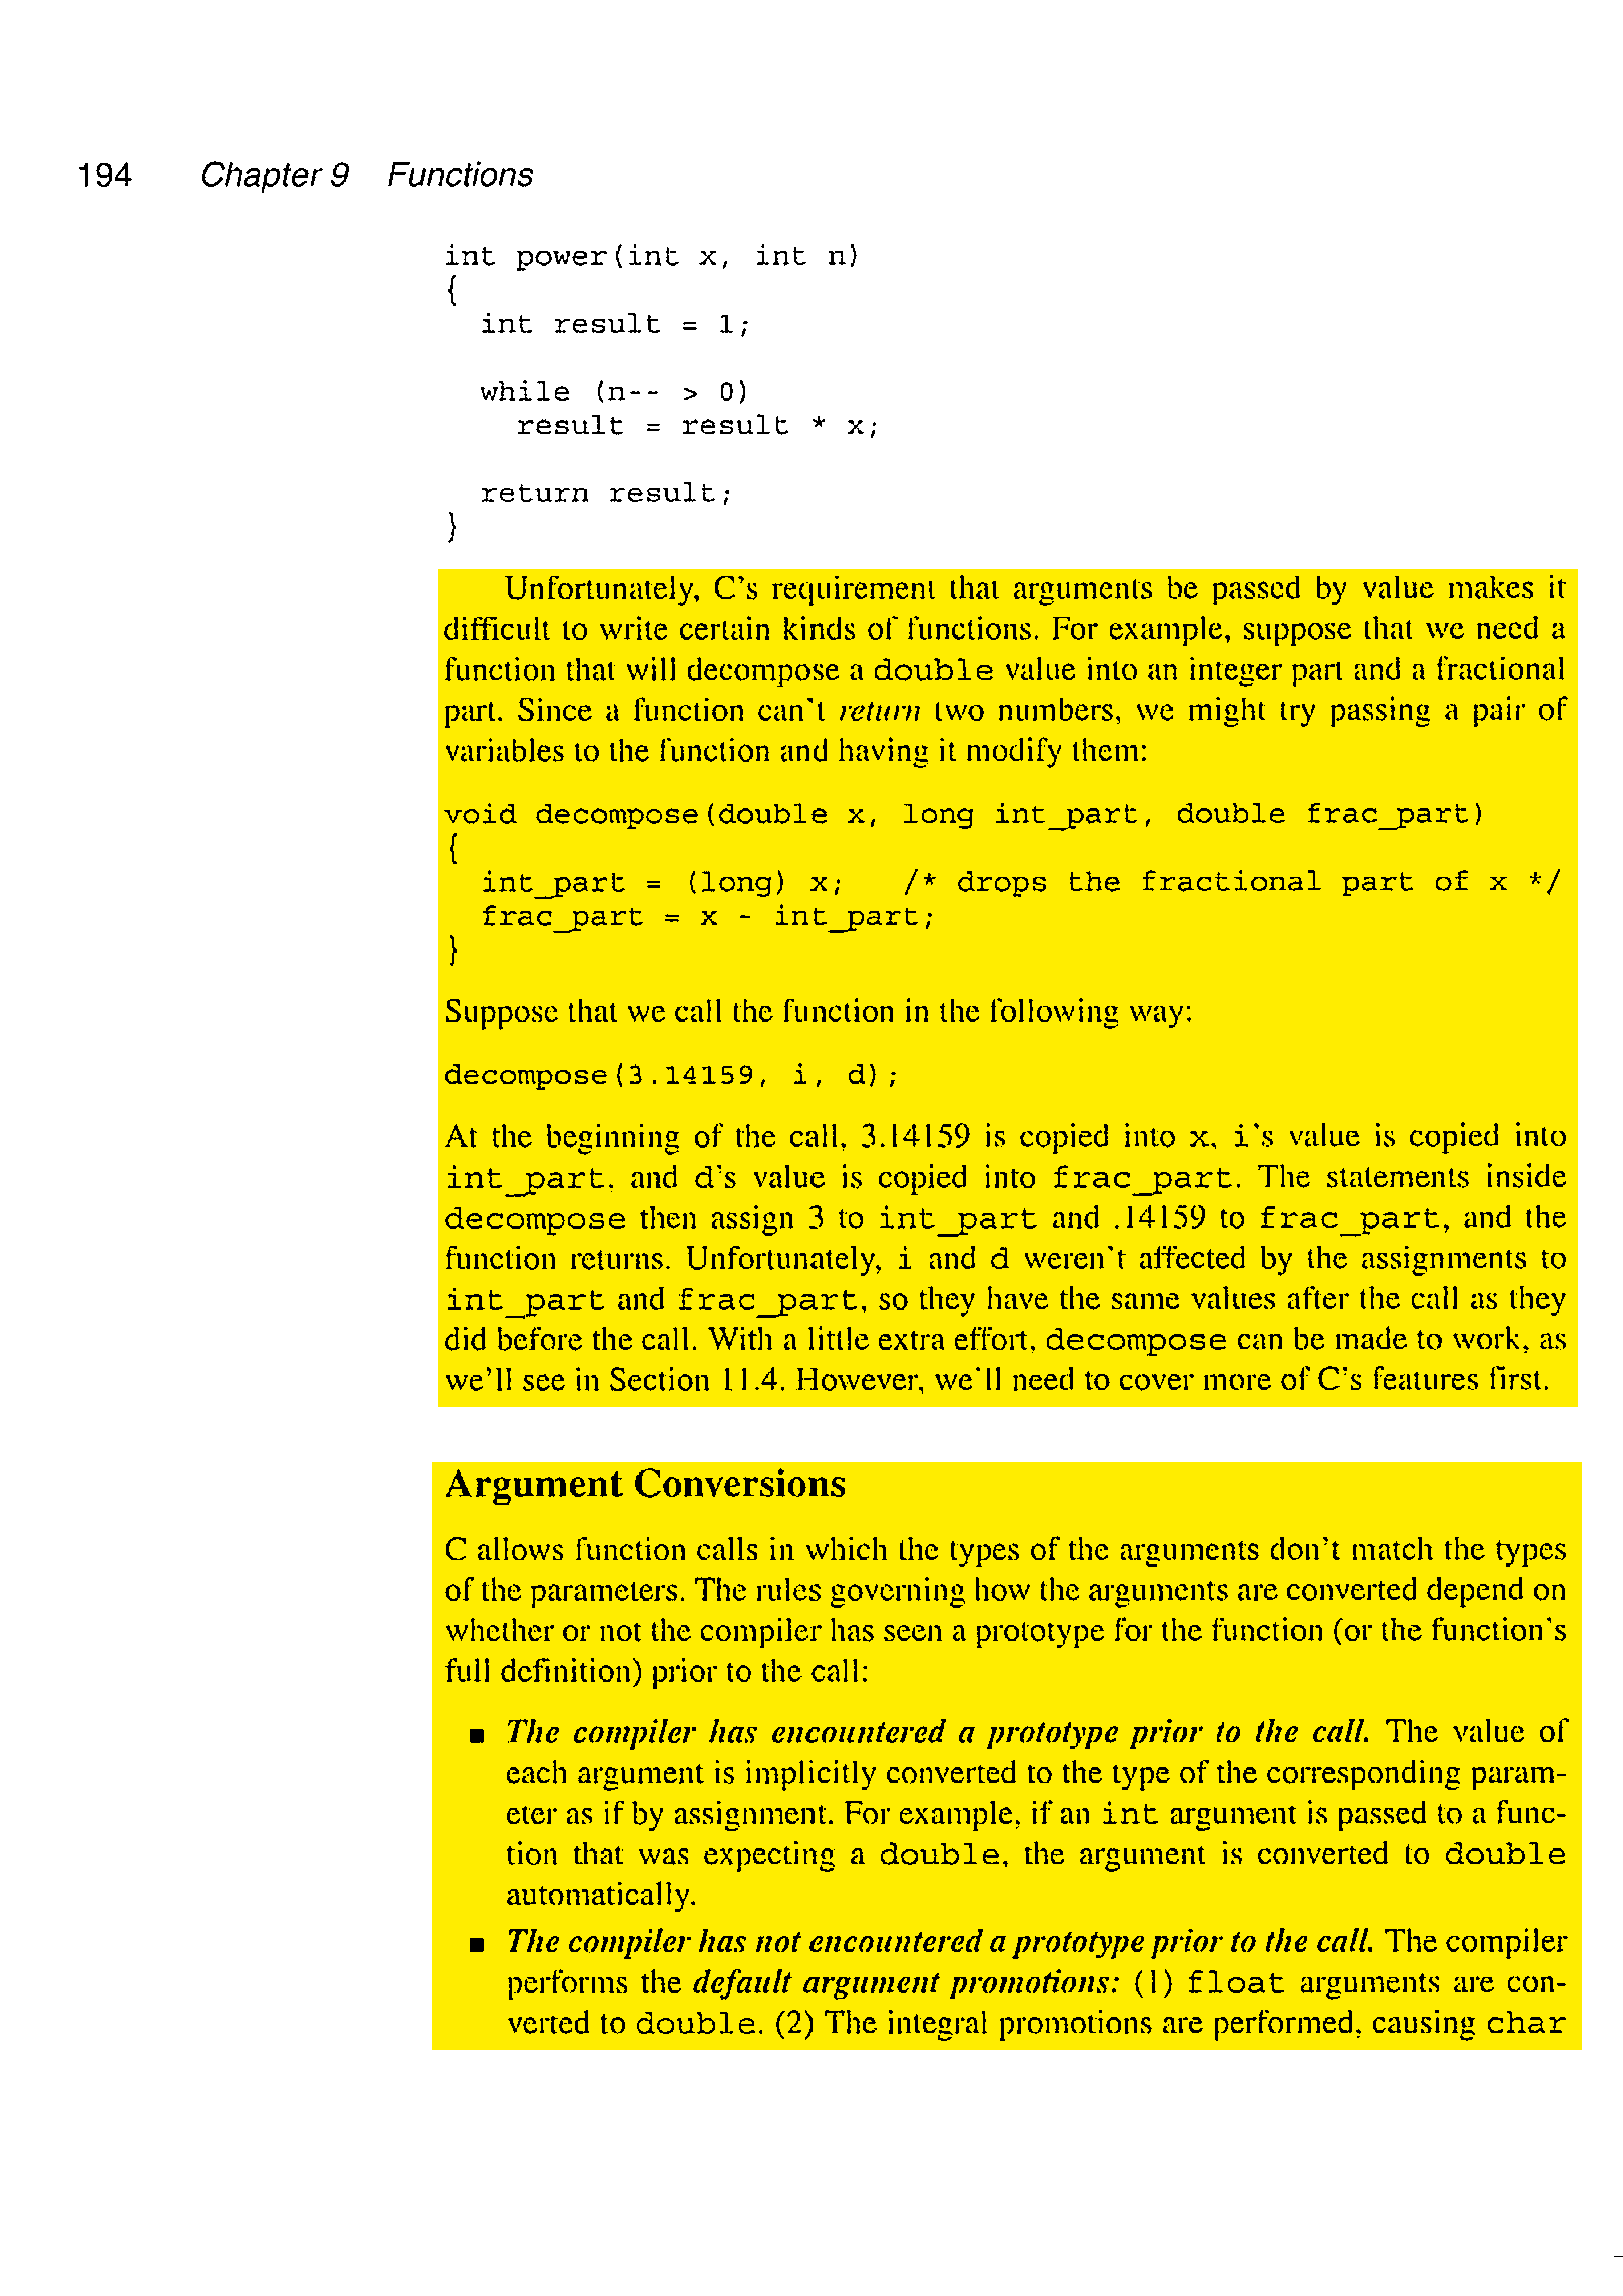 194 Chapter 9 Functions
int power(int x, int n)
{
  int result = 1;
  while (n-- > 0)
    result = result * x;
  return result;
}
Unfortunately, C's requirement that arguments be passed by value makes it
difficult to write certain kinds of functions. For example, suppose that we need a
function that will decompose a double value into an integer part and a fractional
part. Since a function can't return two numbers, we might try passing a pair of
variables to the function and having it modify them:
void decompose(double x, long int_part, double frac_part)
{
  int_part = (long) x;   /* drops the fractional part of x */
  frac_part = x - int_part;
}
Suppose that we call the function in the following way:
decompose(3.14159, i, d);
At the beginning of the call, 3.14159 is copied into x, i's value is copied into
int_part, and d's value is copied into frac_part. The statements inside
decompose then assign 3 to int_part and .14159 to frac_part, and the
function returns. Unfortunately, i and d weren't affected by the assignments to
int_part and frac_part, so they have the same values after the call as they
did before the call. With a little extra effort, decompose can be made to work, as
we'll see in Section 11.4. However, we'll need to cover more of C's features first.
Argument Conversions
C allows function calls in which the types of the arguments don't match the types
of the parameters. The rules governing how the arguments are converted depend on
whether or not the compiler has seen a prototype for the function (or the function's
full definition) prior to the call:
■ The compiler has encountered a prototype prior to the call. The value of
each argument is implicitly converted to the type of the corresponding param-
eter as if by assignment. For example, if an int argument is passed to a func-
tion that was expecting a double, the argument is converted to double
automatically.
■ The compiler has not encountered a prototype prior to the call. The compiler
performs the default argument promotions: (1) float arguments are con-
verted to double. (2) The integral promotions are performed, causing char